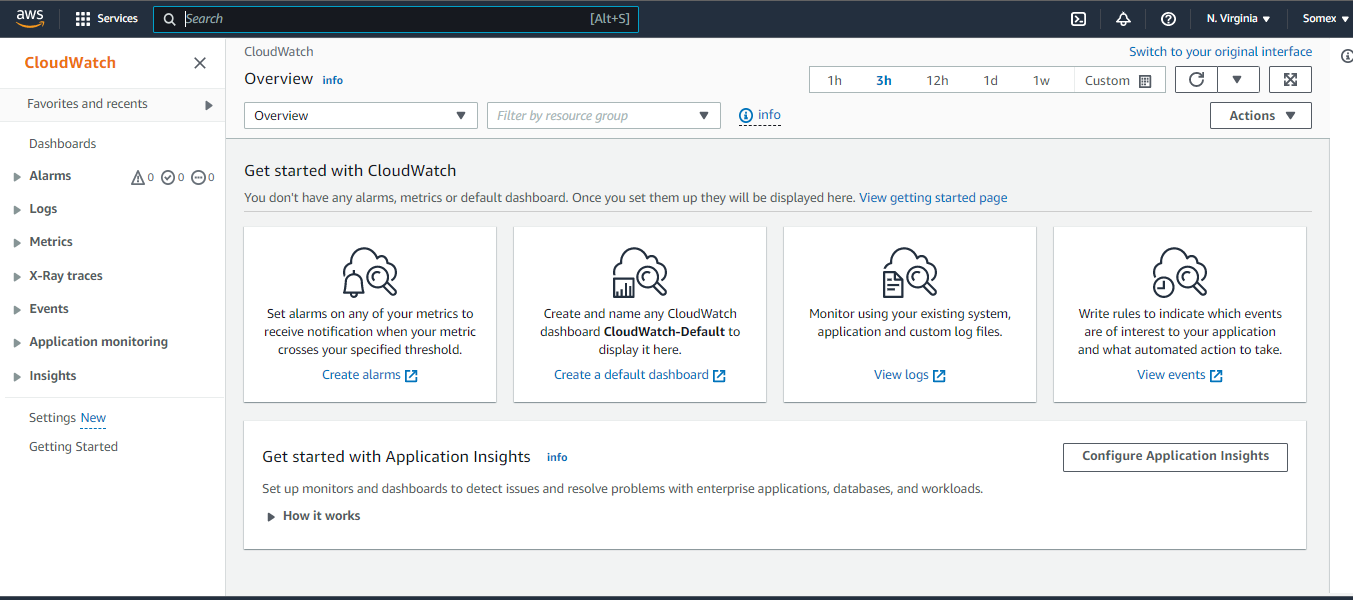 aws
Services
Search
[Alt+S]
N. Virginia
Somex
CloudWatch
Favorites and recents
Dashboards
Alarms
0
0
0
Logs
Metrics
X-Ray traces
Events
Application monitoring
Insights
Settings New
Getting Started
CloudWatch
Switch to your original interface
Overview info
1h 3h 12h 1d 1w Custom
Overview
Filter by resource group
info
Actions
Get started with CloudWatch
You don't have any alarms, metrics or default dashboard. Once you set them up they will be displayed here. View getting started page
Set alarms on any of your metrics to
receive notification when your metric
crosses your specified threshold.
Create alarms
Create and name any CloudWatch
dashboard CloudWatch-Default to
display it here.
Create a default dashboard
Monitor using your existing system,
application and custom log files.
View logs
Write rules to indicate which events
are of interest to your application
and what automated action to take.
View events
Get started with Application Insights info
Configure Application Insights
Set up monitors and dashboards to detect issues and resolve problems with enterprise applications, databases, and workloads.
How it works